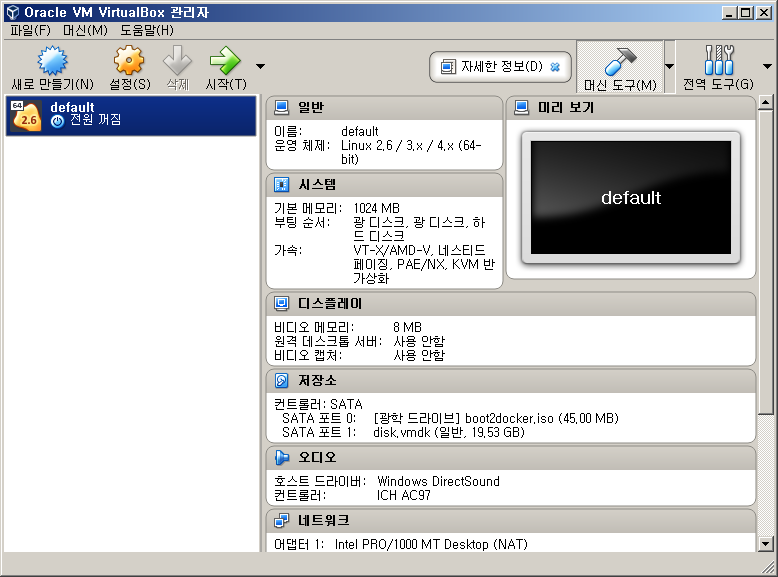 Oracle VM VirtualBox 관리자
파일(F) 머신(M) 도움말(H)
새로 만들기(N) 설정(S) 삭제 시작(T) 자세한 정보(D) 머신 도구(M) 전역 도구(G)
64
2.6
default
전원 꺼짐
일반
이름: default
운영 체제: Linux 2.6 / 3.x / 4.x (64-
bit)
미리 보기
default
시스템
기본 메모리: 1024 MB
부팅 순서: 광 디스크, 광 디스크, 하
드 디스크
가속: VT-x/AMD-V, 네스티드
페이징, PAE/NX, KVM 반
가상화
디스플레이
비디오 메모리: 8 MB
원격 데스크톱 서버: 사용 안함
비디오 캡처: 사용 안함
저장소
컨트롤러: SATA
SATA 포트 0: [광학 드라이브] boot2docker.iso (45.00 MB)
SATA 포트 1: disk.vmdk (일반, 19.53 GB)
오디오
호스트 드라이버: Windows DirectSound
컨트롤러: ICH AC97
네트워크
어댑터 1: Intel PRO/1000 MT Desktop (NAT)